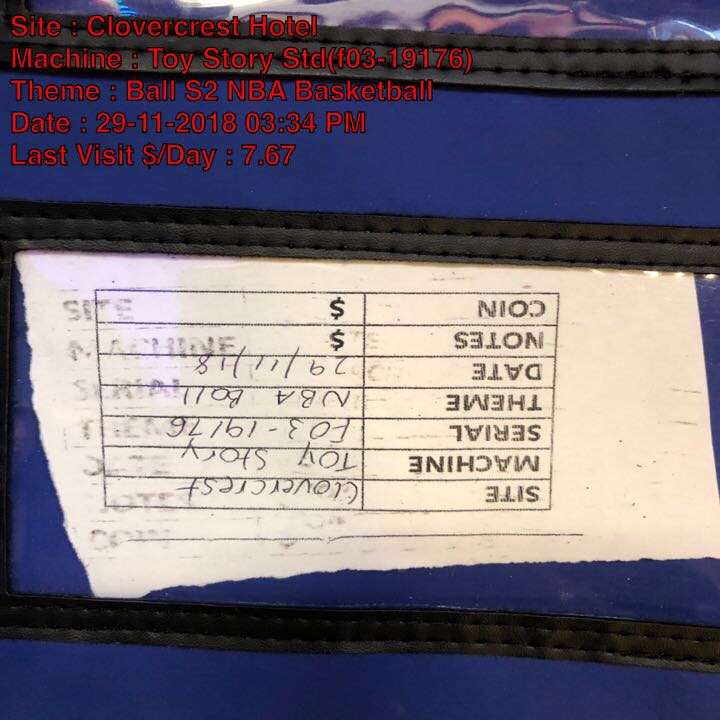 Site : Clovercrest Hotel
Machine : Toy Story Std(f03-19176)
Theme : Ball S2 NBA Basketball
Date : 29-11-2018 03:34 PM
Last Visit $/Day : 7.67
SITE Clovercrest
MACHINE TOY Story
SERIAL F03-19176
THEME NBA Ball
DATE 29/11/18
NOTES $
COIN $